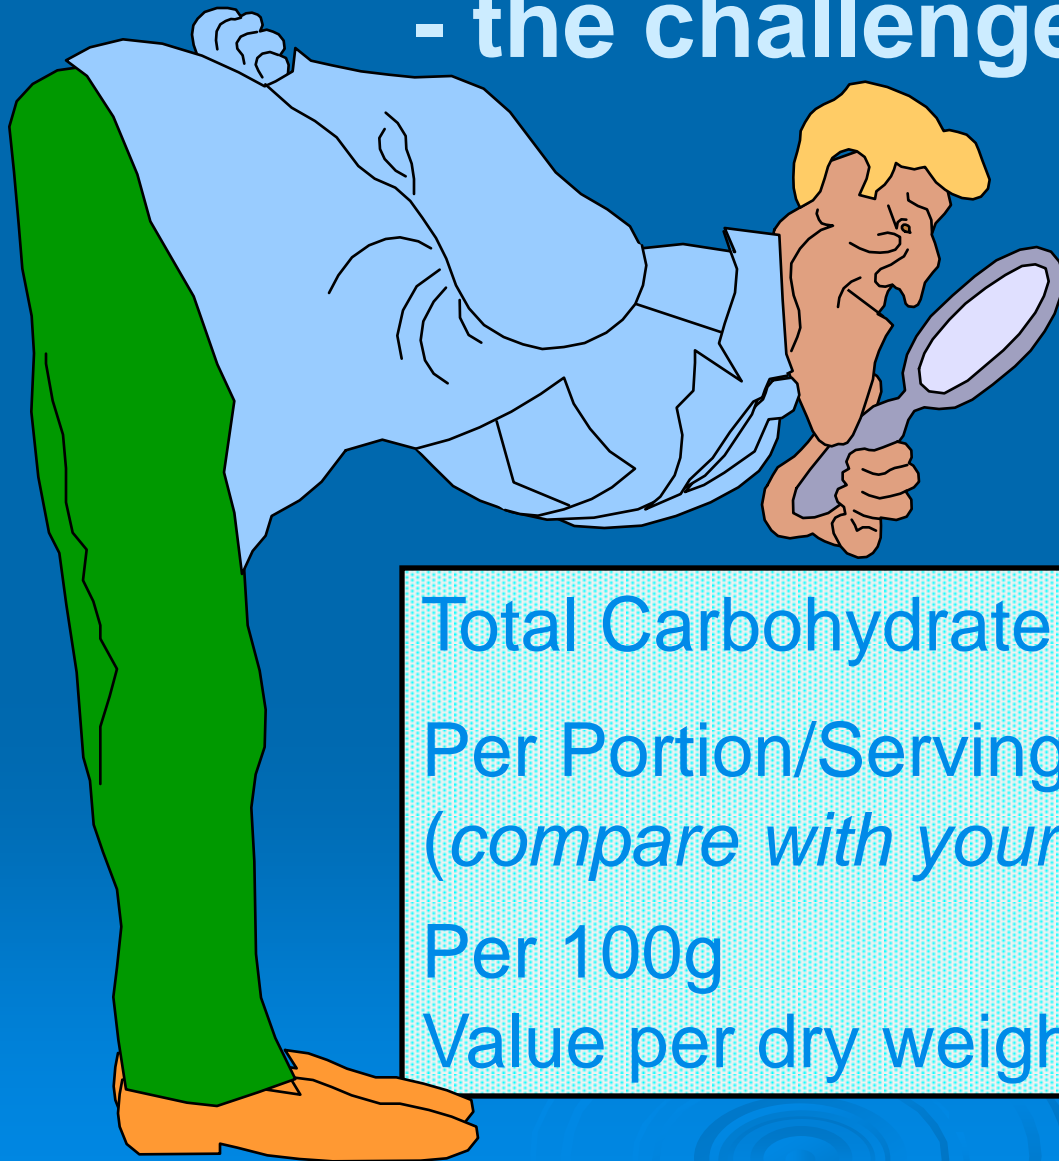 - the challenge
Total Carbohydrate
Per Portion/Serving
(compare with your
Per 100g
Value per dry weigh